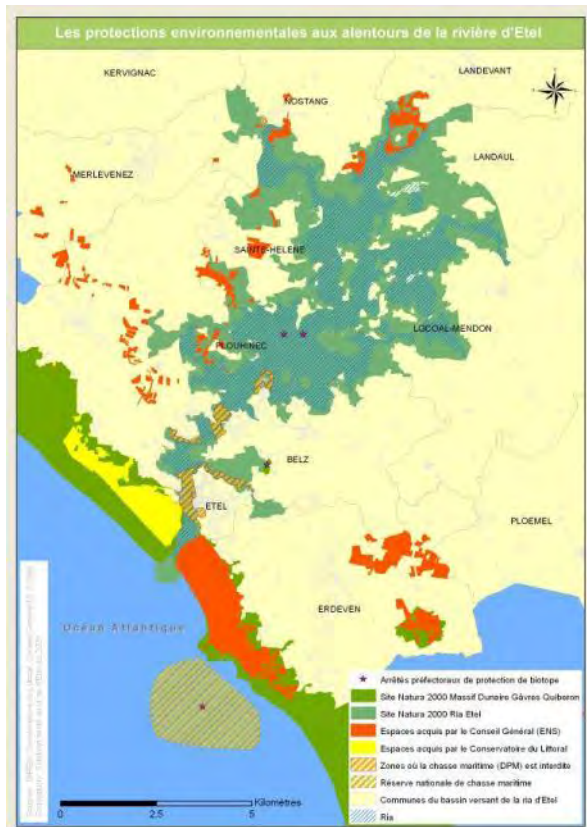 Les protections environnementales aux alentours de la rivière d'Etel
KERVIGNAC
LANDEVANT
NOSTANG
LANDAUL
MERLEVENEZ
SAINTE-HELENE
LOCOAL-MENDON
PLOUHINEC
BELZ
ETEL
PLOEMEL
ERDEVEN
Océan Atlantique
Arrêtés préfectoraux de protection de biotope
Site Natura 2000 Massif Dunaire Gâvres Quiberon
Site Natura 2000 Ria Etel
Espaces acquis par le Conseil Général (ENS)
Espaces acquis par le Conservatoire du Littoral
Zones où la chasse maritime (DPM) est interdite
Réserve nationale de chasse maritime
Communes du bassin versant de la ria d'Etel
Ria
Kilomètres
0 2.5 5